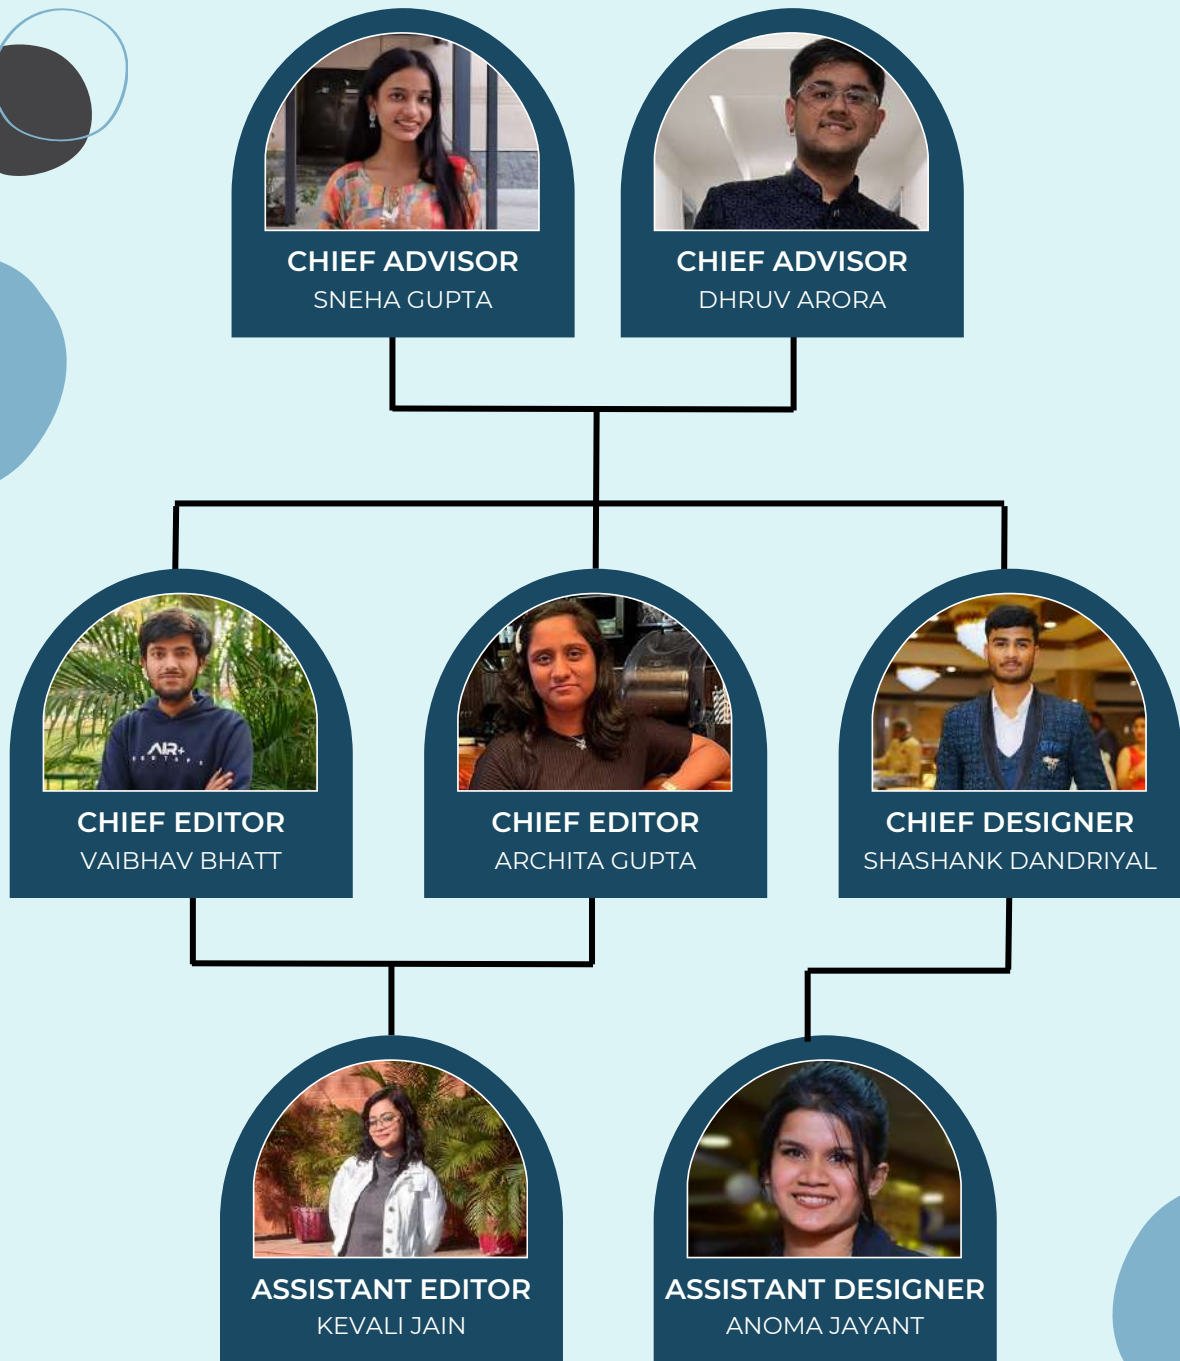 CHIEF ADVISOR
SNEHA GUPTA
CHIEF ADVISOR
DHRUV ARORA
CHIEF EDITOR
VAIBHAV BHATT
CHIEF EDITOR
ARCHITA GUPTA
CHIEF DESIGNER
SHASHANK DANDRIYAL
AIR+
ASSISTANT EDITOR
KEVALI JAIN
ASSISTANT DESIGNER
ANOMA JAYANT